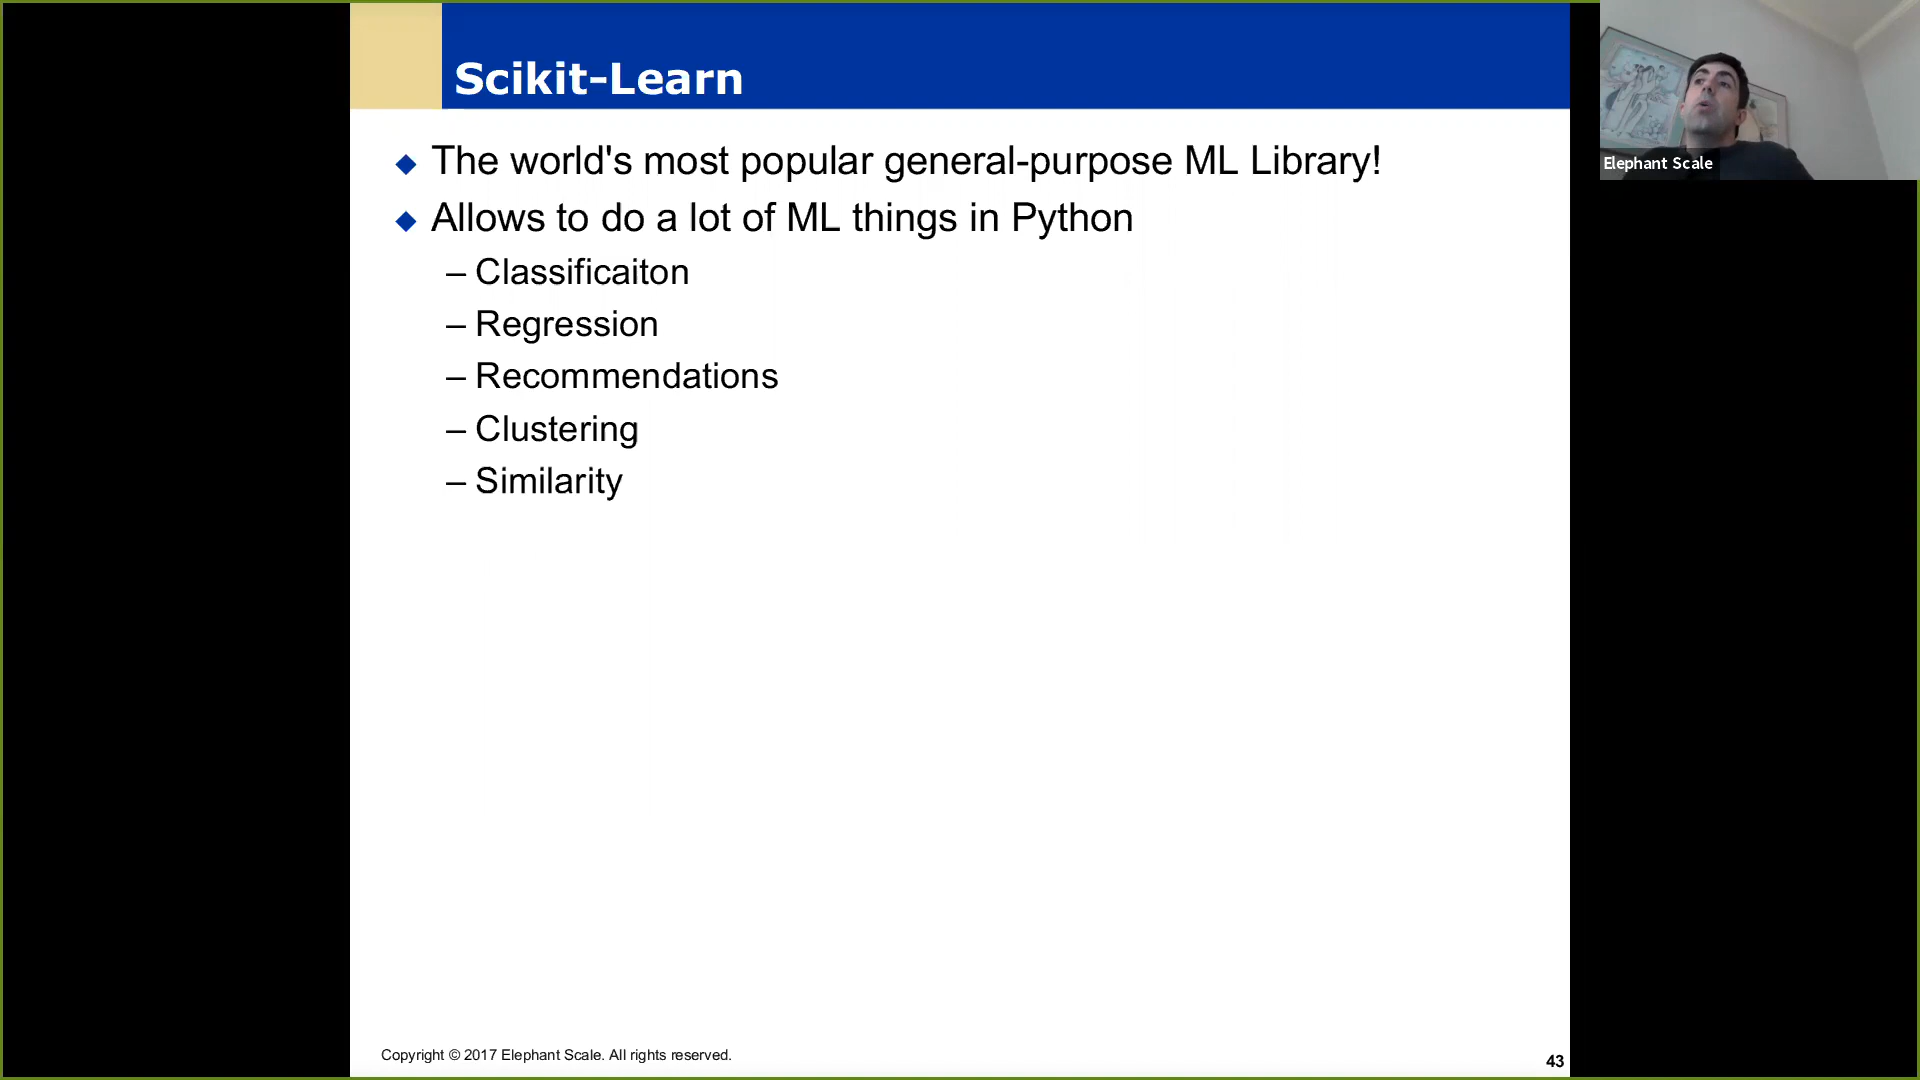 Scikit-Learn
◆ The world's most popular general-purpose ML Library!
◆ Allows to do a lot of ML things in Python
– Classificaiton
– Regression
– Recommendations
– Clustering
– Similarity
Copyright © 2017 Elephant Scale. All rights reserved.
43
Elephant Scale